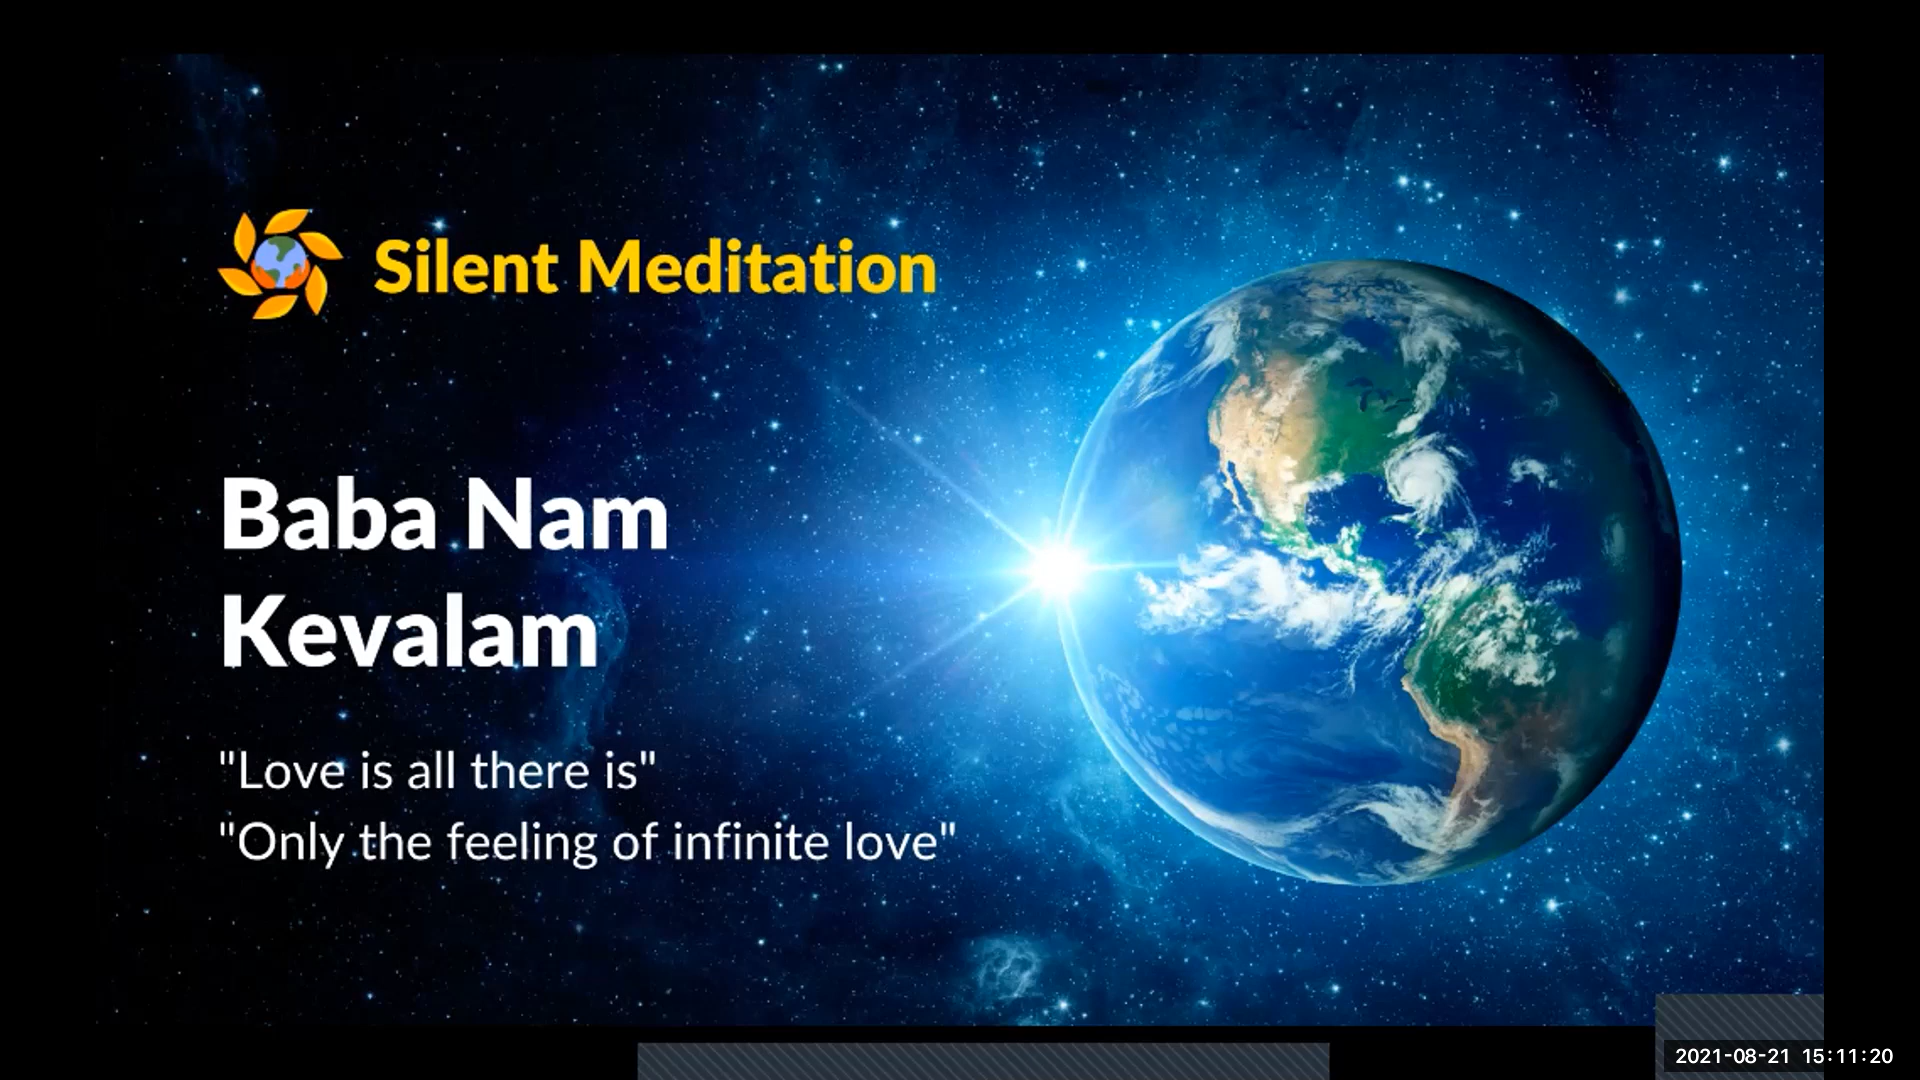 Silent Meditation
Baba Nam
Kevalam
"Love is all there is"
"Only the feeling of infinite love"
2021-08-21 15:11:20